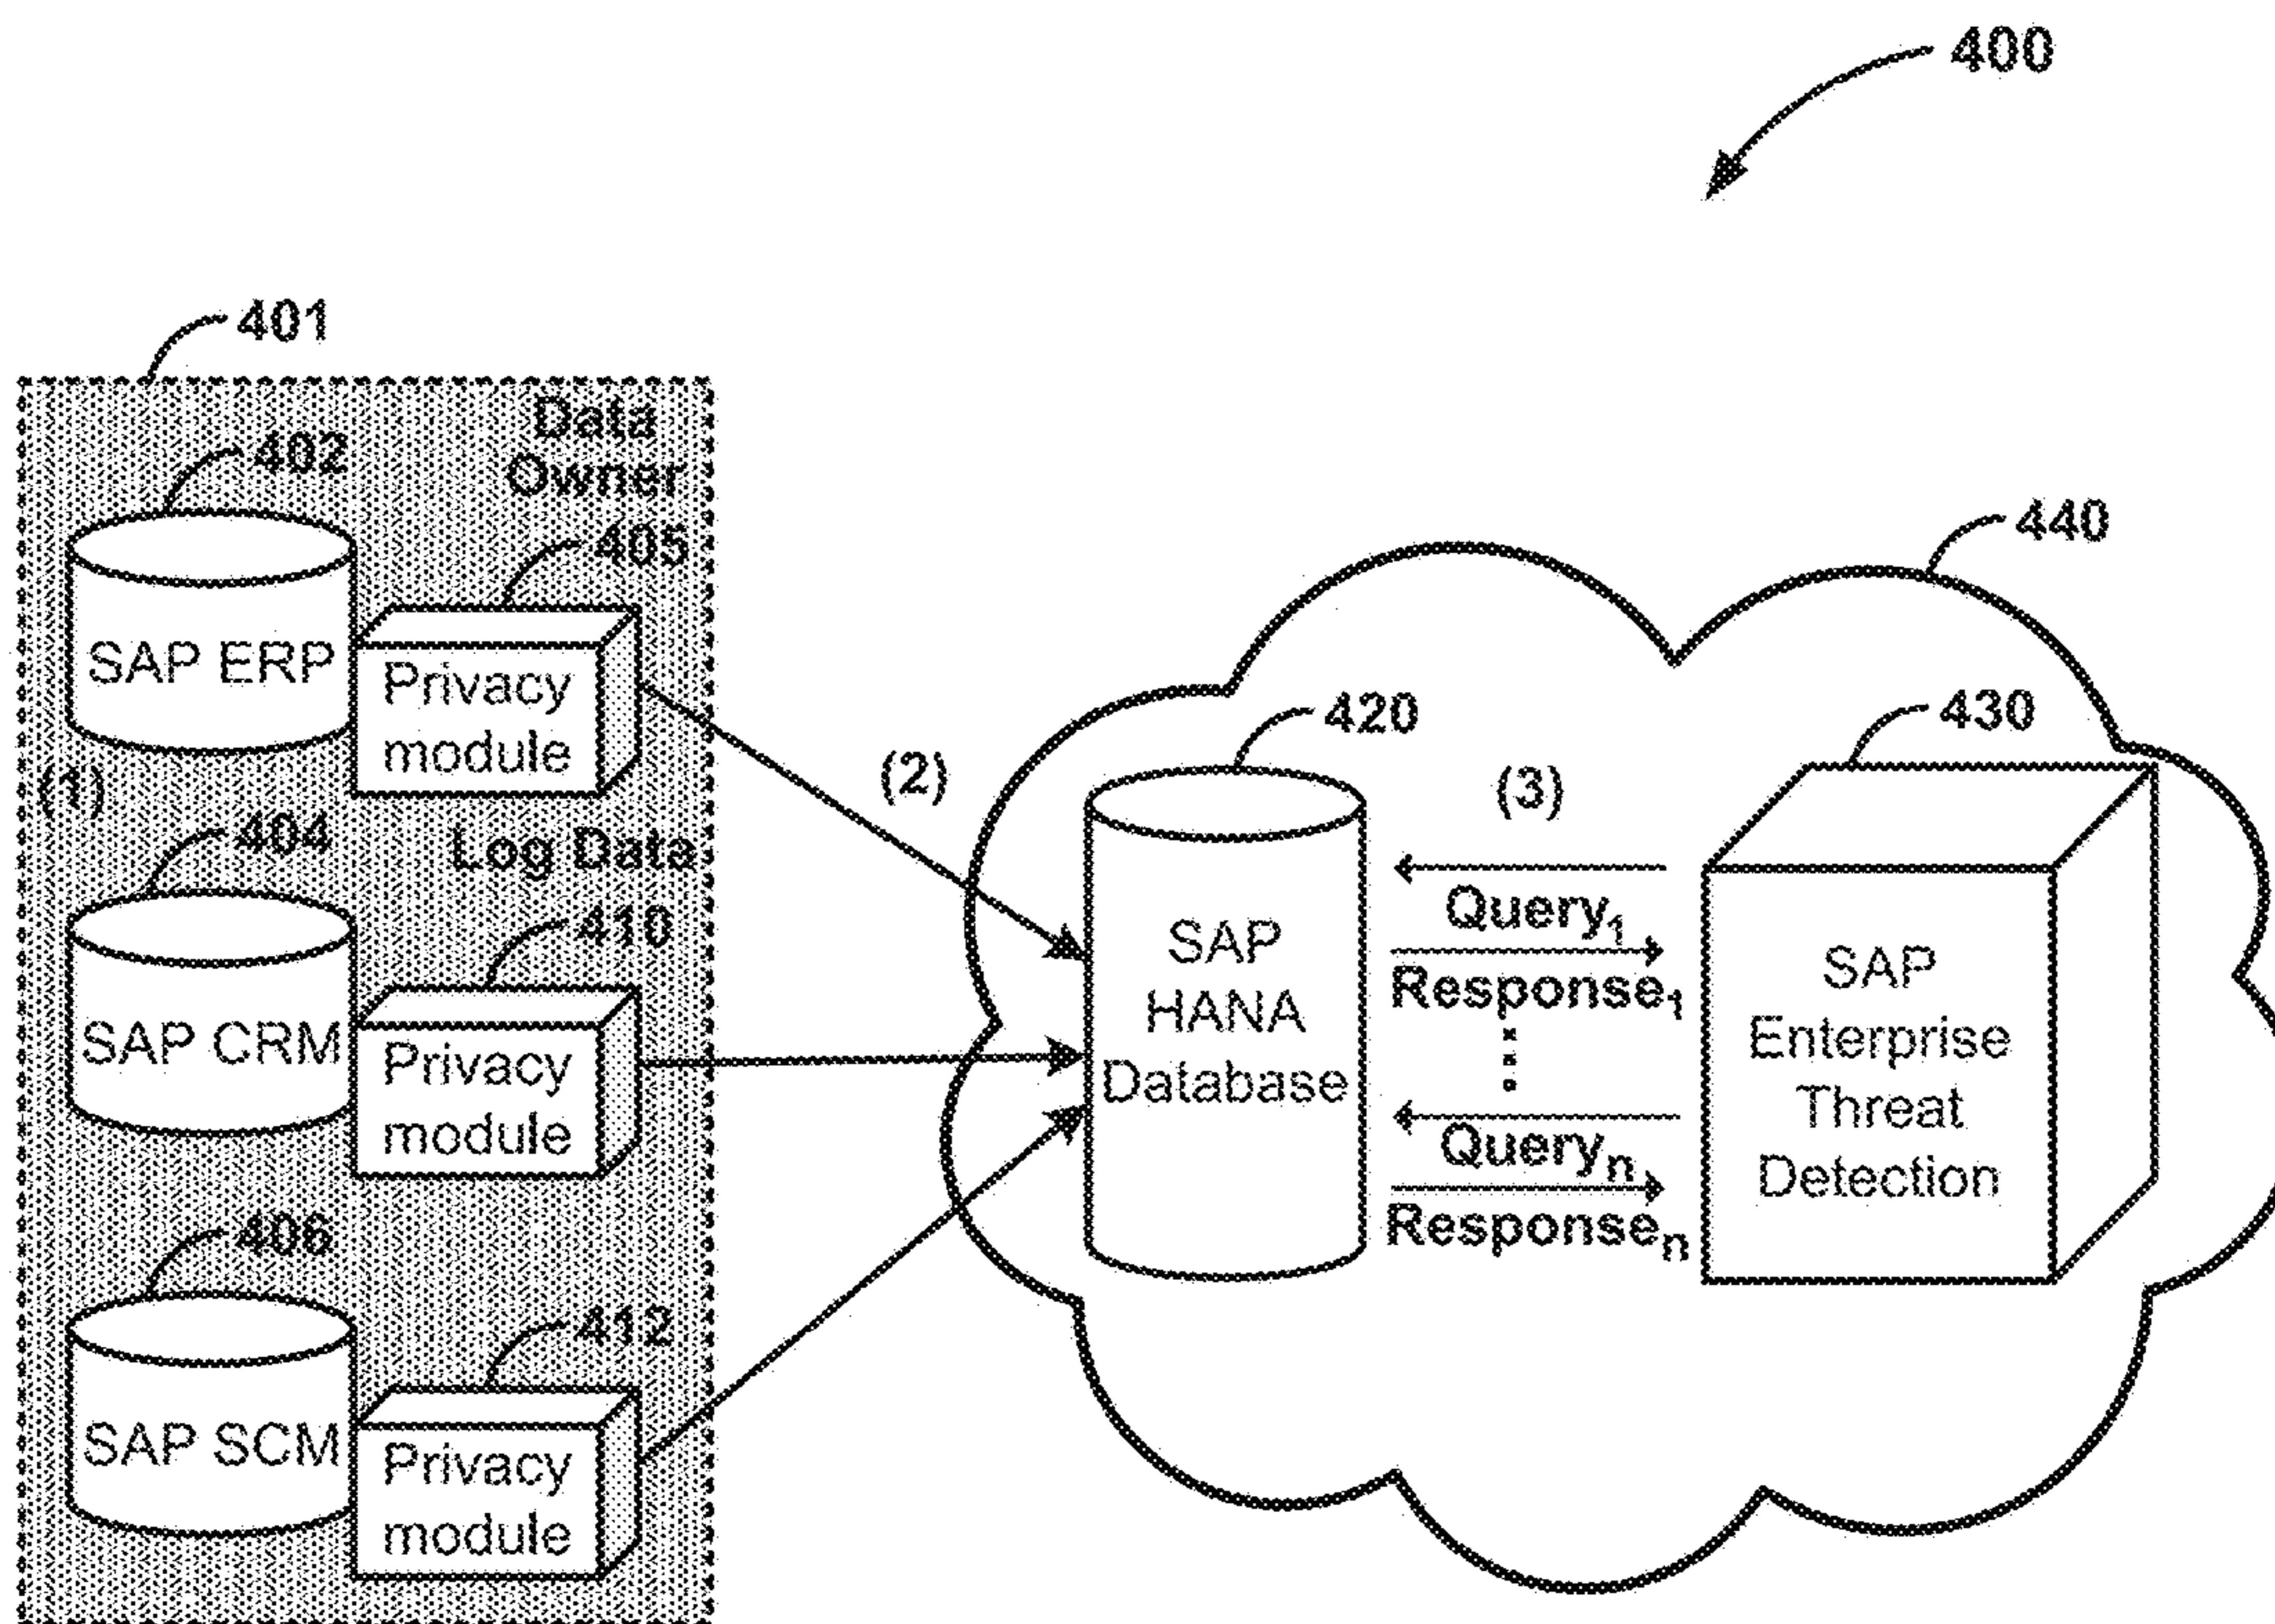 400
401
Data
Owner
402
405
SAP ERP
Privacy
module
(1)
404
Log Data
410
SAP CRM
Privacy
module
406
412
SAP SCM
Privacy
module
(2)
440
420
430
(3)
SAP
HANA
Database
Query₁
Response₁
Queryₙ
Responseₙ
SAP
Enterprise
Threat
Detection